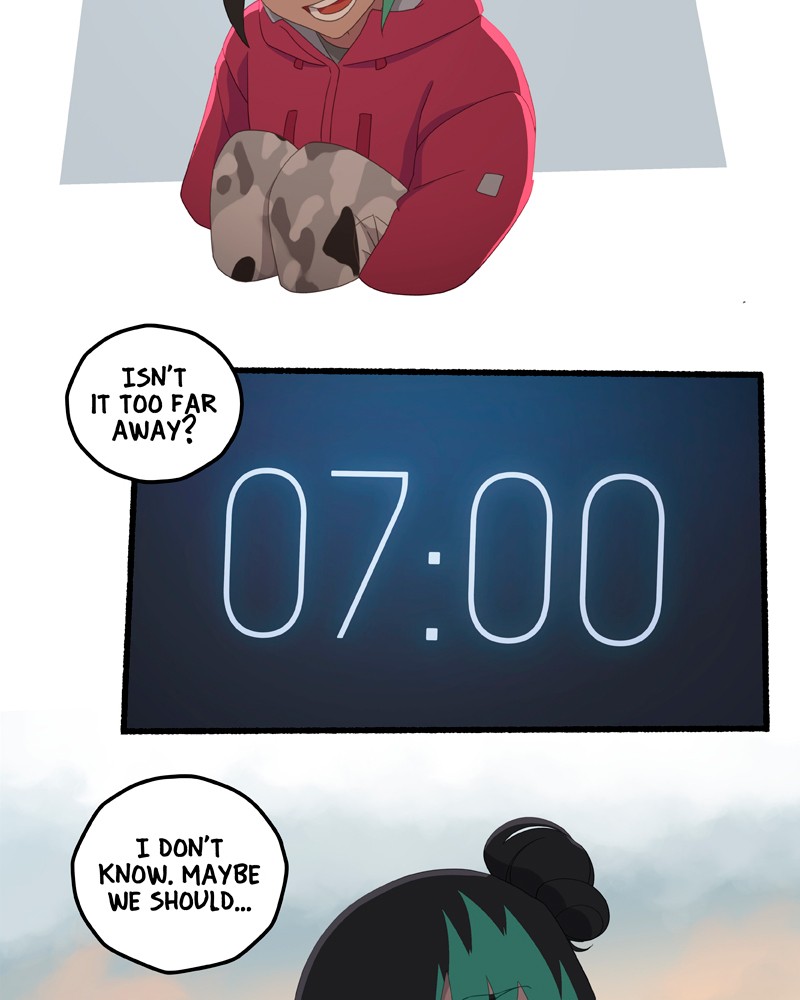 ISN'T
IT TOO FAR
AWAY?
07:00
I DON'T
KNOW. MAYBE
WE SHOULD...